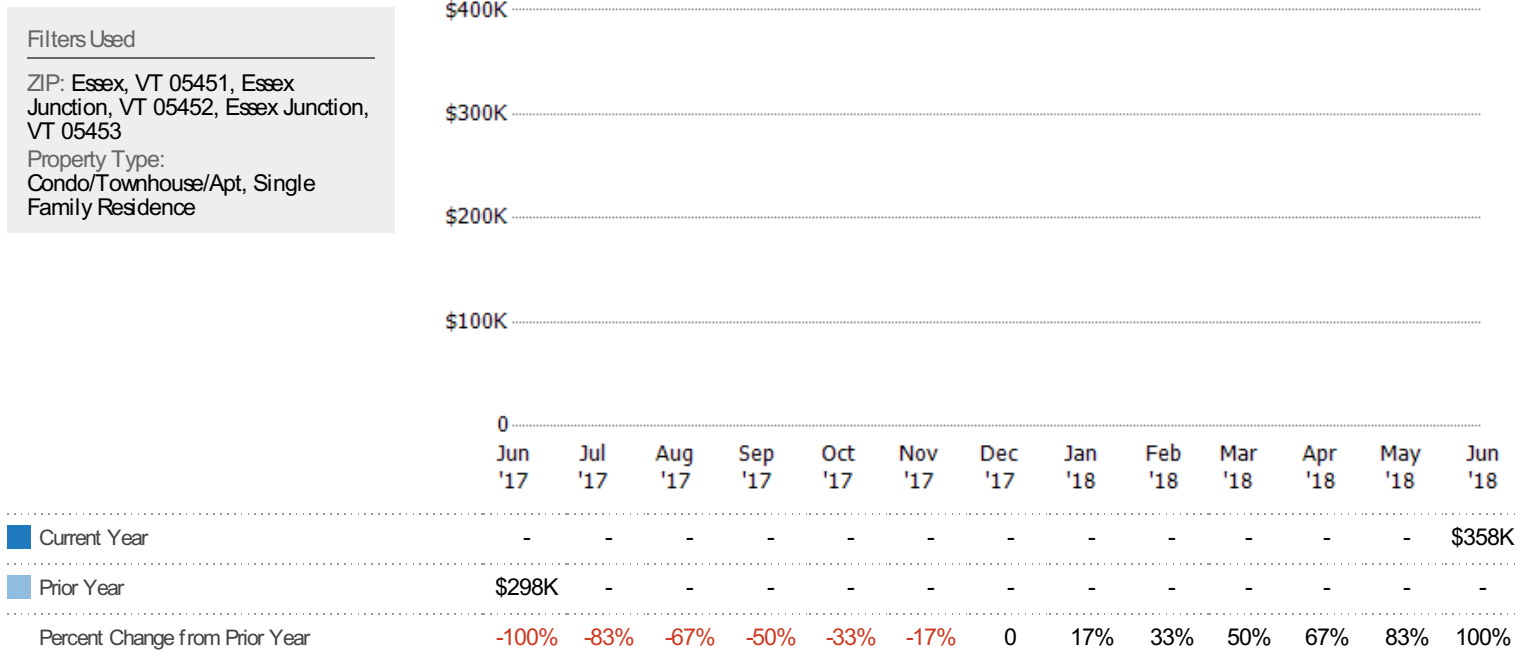 Filters Used
ZIP: Essex, VT 05451, Essex
Junction, VT 05452, Essex Junction,
VT 05453
Property Type:
Condo/Townhouse/Apt, Single
Family Residence
$400K
$300K
$200K
$100K
0
Jun Jul Aug Sep Oct Nov Dec Jan Feb Mar Apr May Jun
'17 '17 '17 '17 '17 '17 '17 '18 '18 '18 '18 '18 '18
Current Year - - - - - - - - - - - - $358K
Prior Year $298K - - - - - - - - - - - -
Percent Change from Prior Year -100% -83% -67% -50% -33% -17% 0 17% 33% 50% 67% 83% 100%